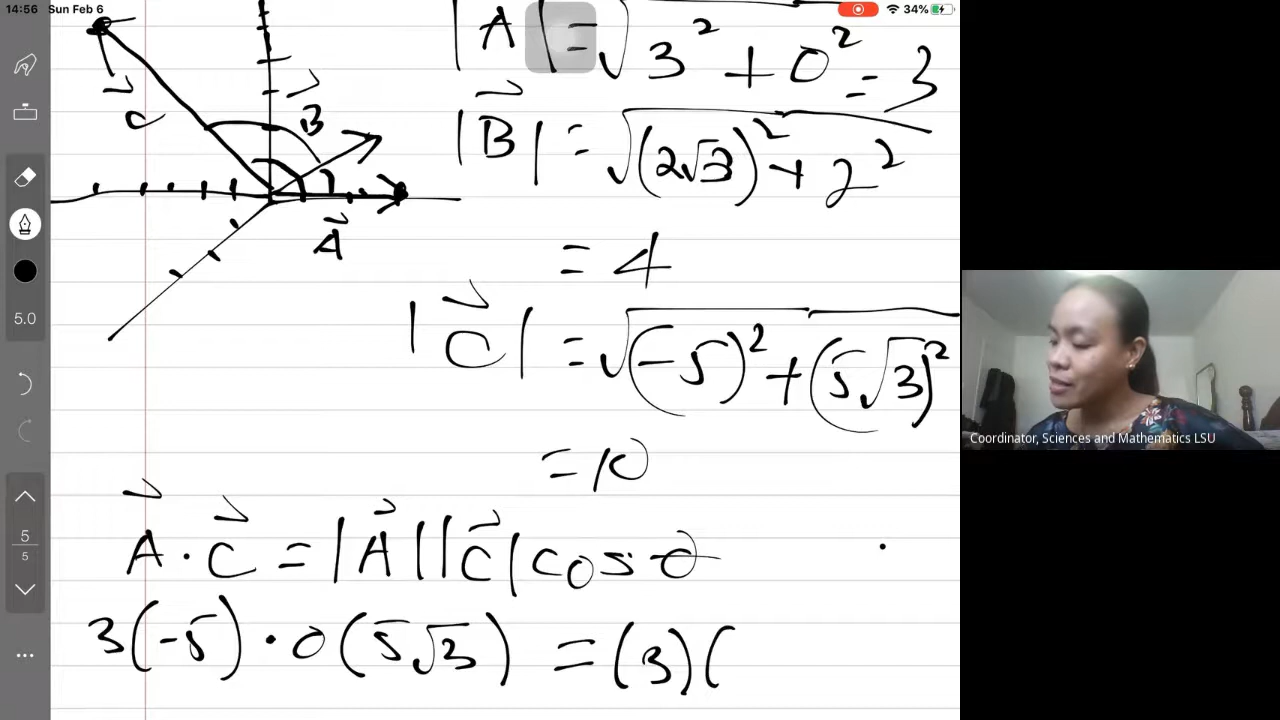 14:56 Sun Feb 6
34%
|A| = √3² + 0² = 3
|B⃗| = √(2√3)² + 2²
= 4
|C⃗| = √(-5)² + (5√3)²
= 10
C⃗
B⃗
A⃗
A⃗ · C⃗ = |A⃗||C⃗| cos θ
3(-5) · 0(5√3) = (3)(
5.0
5
5
Coordinator, Sciences and Mathematics LSU